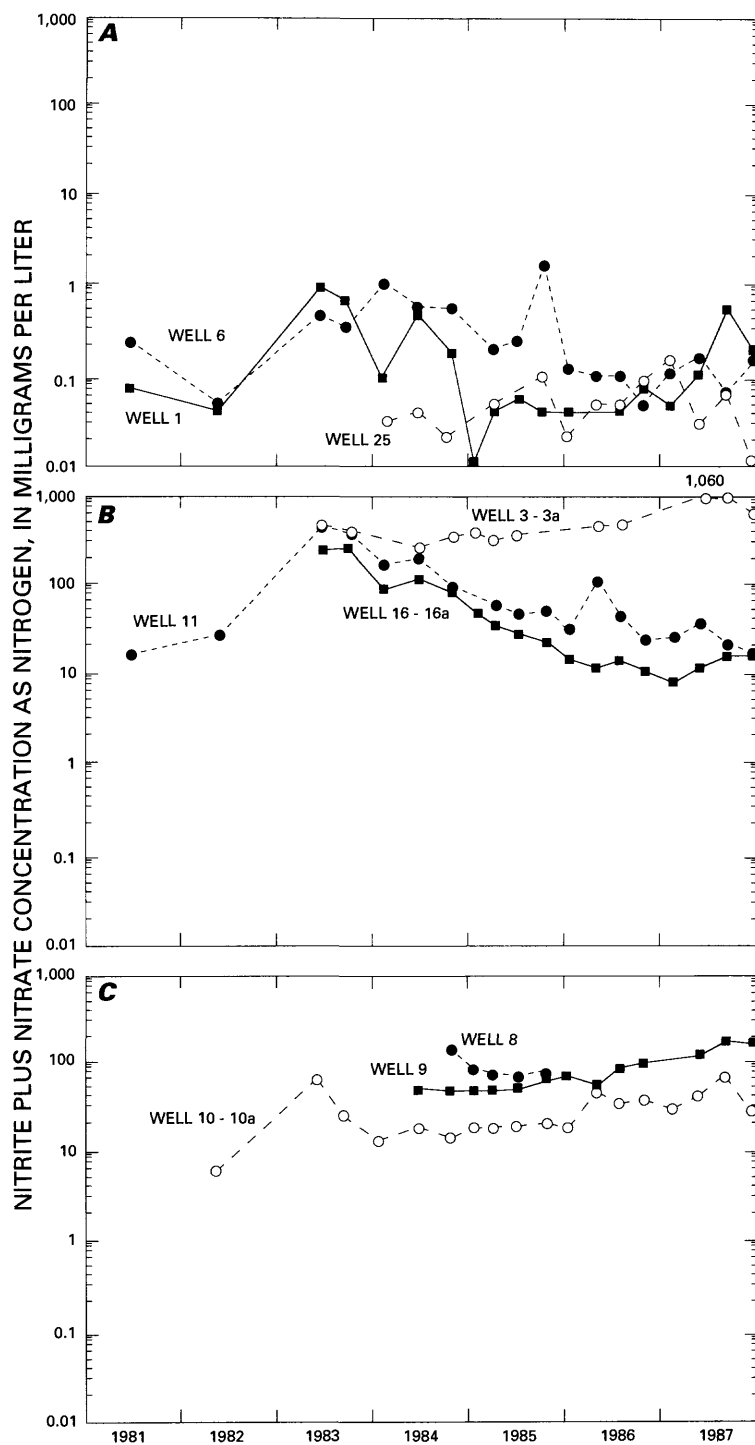 NITRITE PLUS NITRATE CONCENTRATION AS NITROGEN, IN MILLIGRAMS PER LITER
A
1,000
100
10
1
0.1
0.01
WELL 6
WELL 1
WELL 25
B
1,060
1,000
100
10
1
0.1
0.01
WELL 3 - 3a
WELL 11
WELL 16 - 16a
C
1,000
100
10
1
0.1
0.01
WELL 8
WELL 9
WELL 10 - 10a
1981 1982 1983 1984 1985 1986 1987